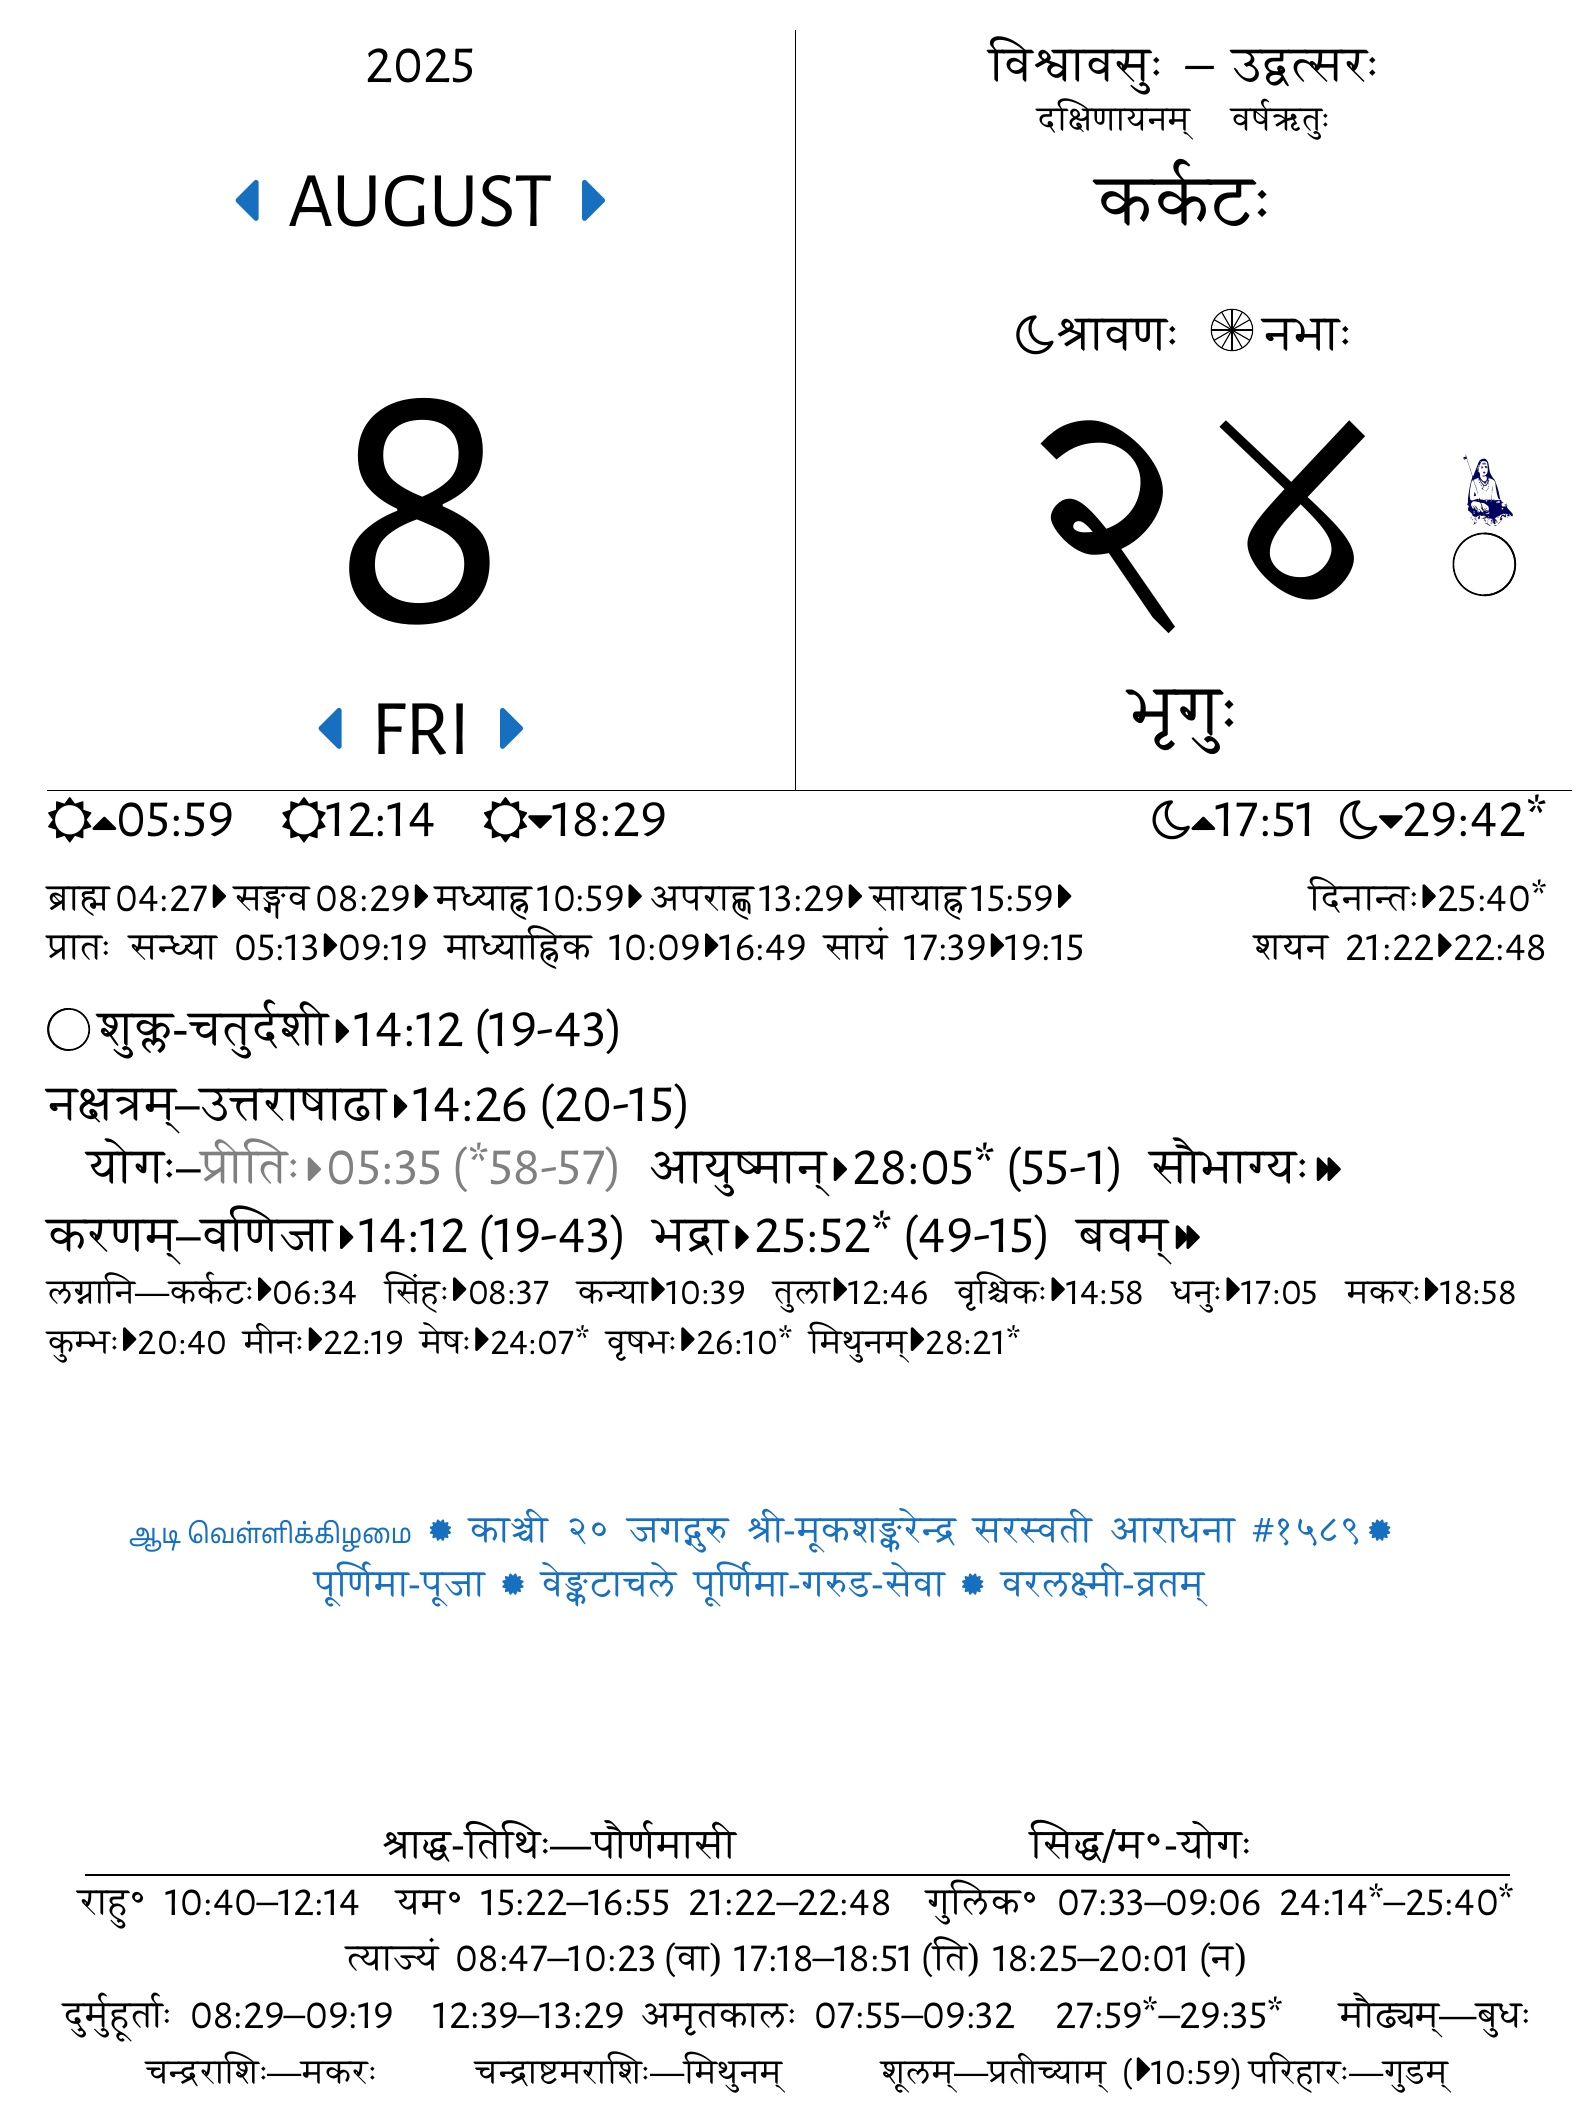 2025
AUGUST
8
FRI
विश्वावसुः – उद्वत्सरः
दक्षिणायनम् वर्षऋतुः
कर्कटः
श्रावणः नभाः
२४
भृगुः
05:59 12:14 18:29 17:51 29:42*
ब्राह्म 04:27 सङ्गव 08:29 मध्याह्न 10:59 अपराह्ण 13:29 सायाह्न 15:59 दिनान्तः 25:40*
प्रातः सन्ध्या 05:13 09:19 माध्याह्निक 10:09 16:49 सायं 17:39 19:15 शयन 21:22 22:48
शुक्ल-चतुर्दशी 14:12 (19-43)
नक्षत्रम्–उत्तराषाढा 14:26 (20-15)
योगः–प्रीतिः 05:35 (*58-57) आयुष्मान् 28:05* (55-1) सौभाग्यः
करणम्–वणिजा 14:12 (19-43) भद्रा 25:52* (49-15) बवम्
लग्नानि—कर्कटः 06:34 सिंहः 08:37 कन्या 10:39 तुला 12:46 वृश्चिकः 14:58 धनुः 17:05 मकरः 18:58
कुम्भः 20:40 मीनः 22:19 मेषः 24:07* वृषभः 26:10* मिथुनम् 28:21*
ஆடி வெள்ளிக்கிழமை ✹ काञ्ची २० जगद्गुरु श्री-मूकशङ्करेन्द्र सरस्वती आराधना #१५८९ ✹
पूर्णिमा-पूजा ✹ वेङ्कटाचले पूर्णिमा-गरुड-सेवा ✹ वरलक्ष्मी-व्रतम्
श्राद्ध-तिथिः—पौर्णमासी सिद्ध/म॰-योगः
राहु॰ 10:40–12:14 यम॰ 15:22–16:55 21:22–22:48 गुलिक॰ 07:33–09:06 24:14*–25:40*
त्याज्यं 08:47–10:23 (वा) 17:18–18:51 (ति) 18:25–20:01 (न)
दुर्मुहूर्ताः 08:29–09:19 12:39–13:29 अमृतकालः 07:55–09:32 27:59*–29:35* मौढ्यम्—बुधः
चन्द्रराशिः—मकरः चन्द्राष्टमराशिः—मिथुनम् शूलम्—प्रतीच्याम् (10:59) परिहारः—गुडम्